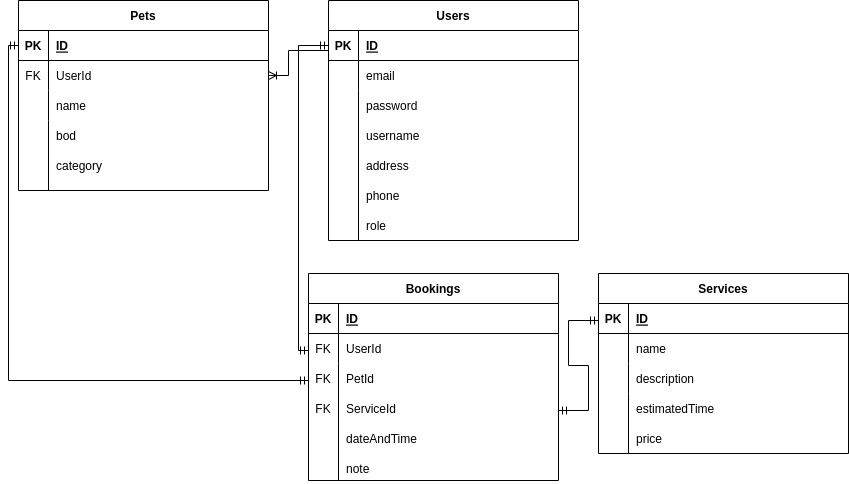 Pets
PK ID
FK UserId
name
bod
category
Users
PK ID
email
password
username
address
phone
role
Bookings
PK ID
FK UserId
FK PetId
FK ServiceId
dateAndTime
note
Services
PK ID
name
description
estimatedTime
price